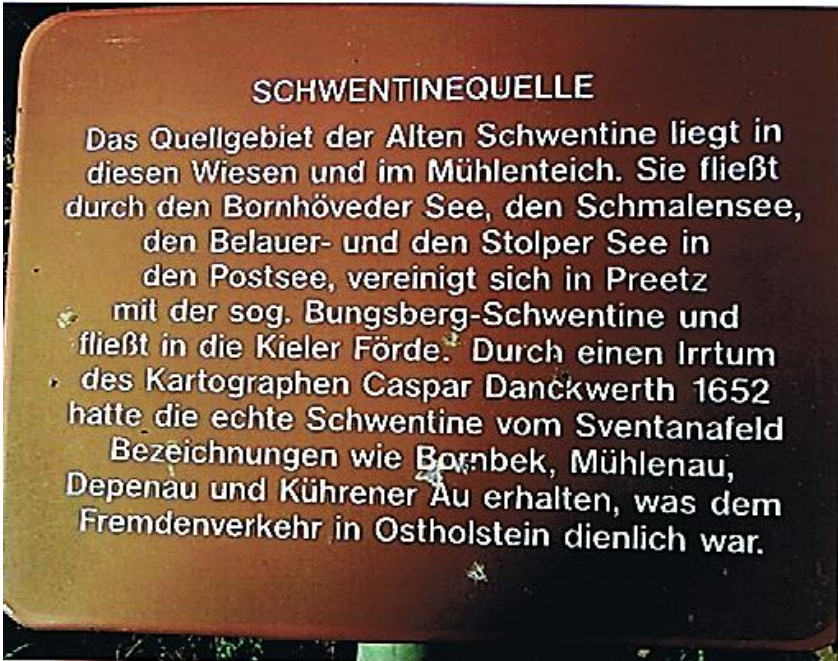 SCHWENTINEQUELLE
Das Quellgebiet der Alten Schwentine liegt in
diesen Wiesen und im Mühlenteich. Sie fließt
durch den Bornhöveder See, den Schmalensee,
den Belauer- und den Stolper See in
den Postsee, vereinigt sich in Preetz
mit der sog. Bungsberg-Schwentine und
fließt in die Kieler Förde. Durch einen Irrtum
des Kartographen Caspar Danckwerth 1652
hatte die echte Schwentine vom Sventanafeld
Bezeichnungen wie Bornbek, Mühlenau,
Depenau und Kührener Au erhalten, was dem
Fremdenverkehr in Ostholstein dienlich war.